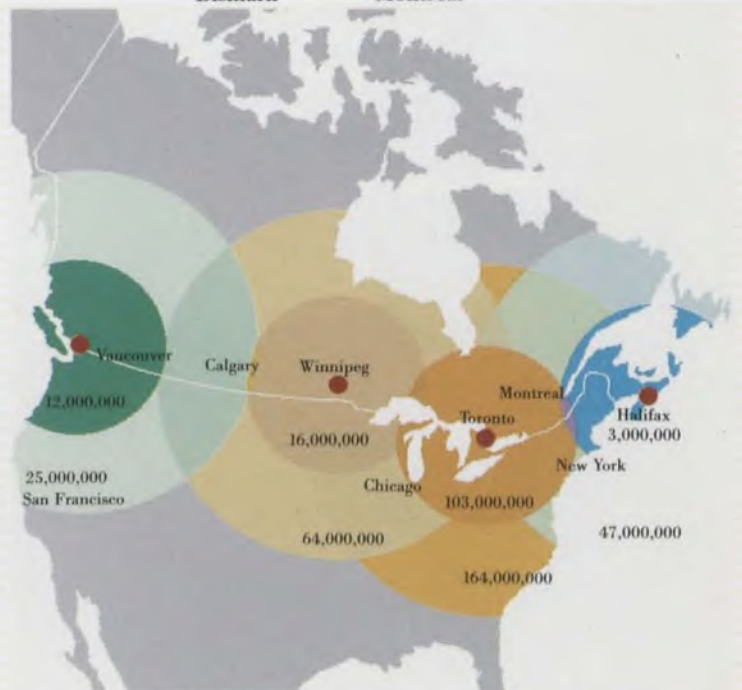 Vancouver
Calgary
Winnipeg
Montreal
Toronto
Halifax
12,000,000
16,000,000
3,000,000
New York
25,000,000
San Francisco
Chicago
103,000,000
64,000,000
47,000,000
164,000,000